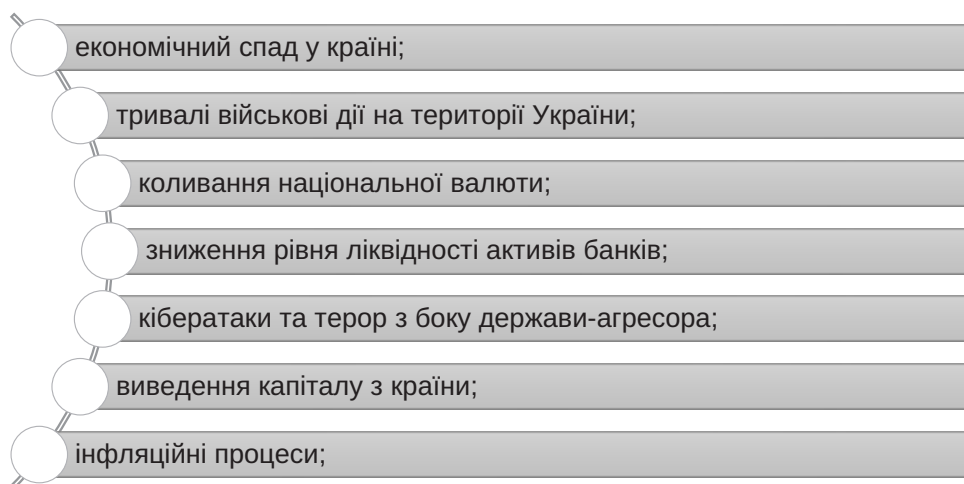 економічний спад у країні;
тривалі військові дії на території України;
коливання національної валюти;
зниження рівня ліквідності активів банків;
кібератаки та терор з боку держави-агресора;
виведення капіталу з країни;
інфляційні процеси;